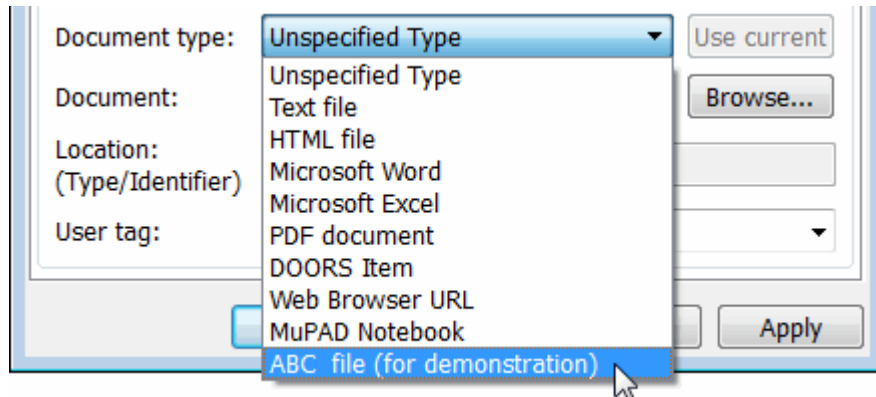 Document type: Unspecified Type Use current
Unspecified Type
Document: Text file Browse...
HTML file
Location:
(Type/Identifier) Microsoft Word
Microsoft Excel
User tag: PDF document
DOORS Item
Web Browser URL
MuPAD Notebook Apply
ABC file (for demonstration)